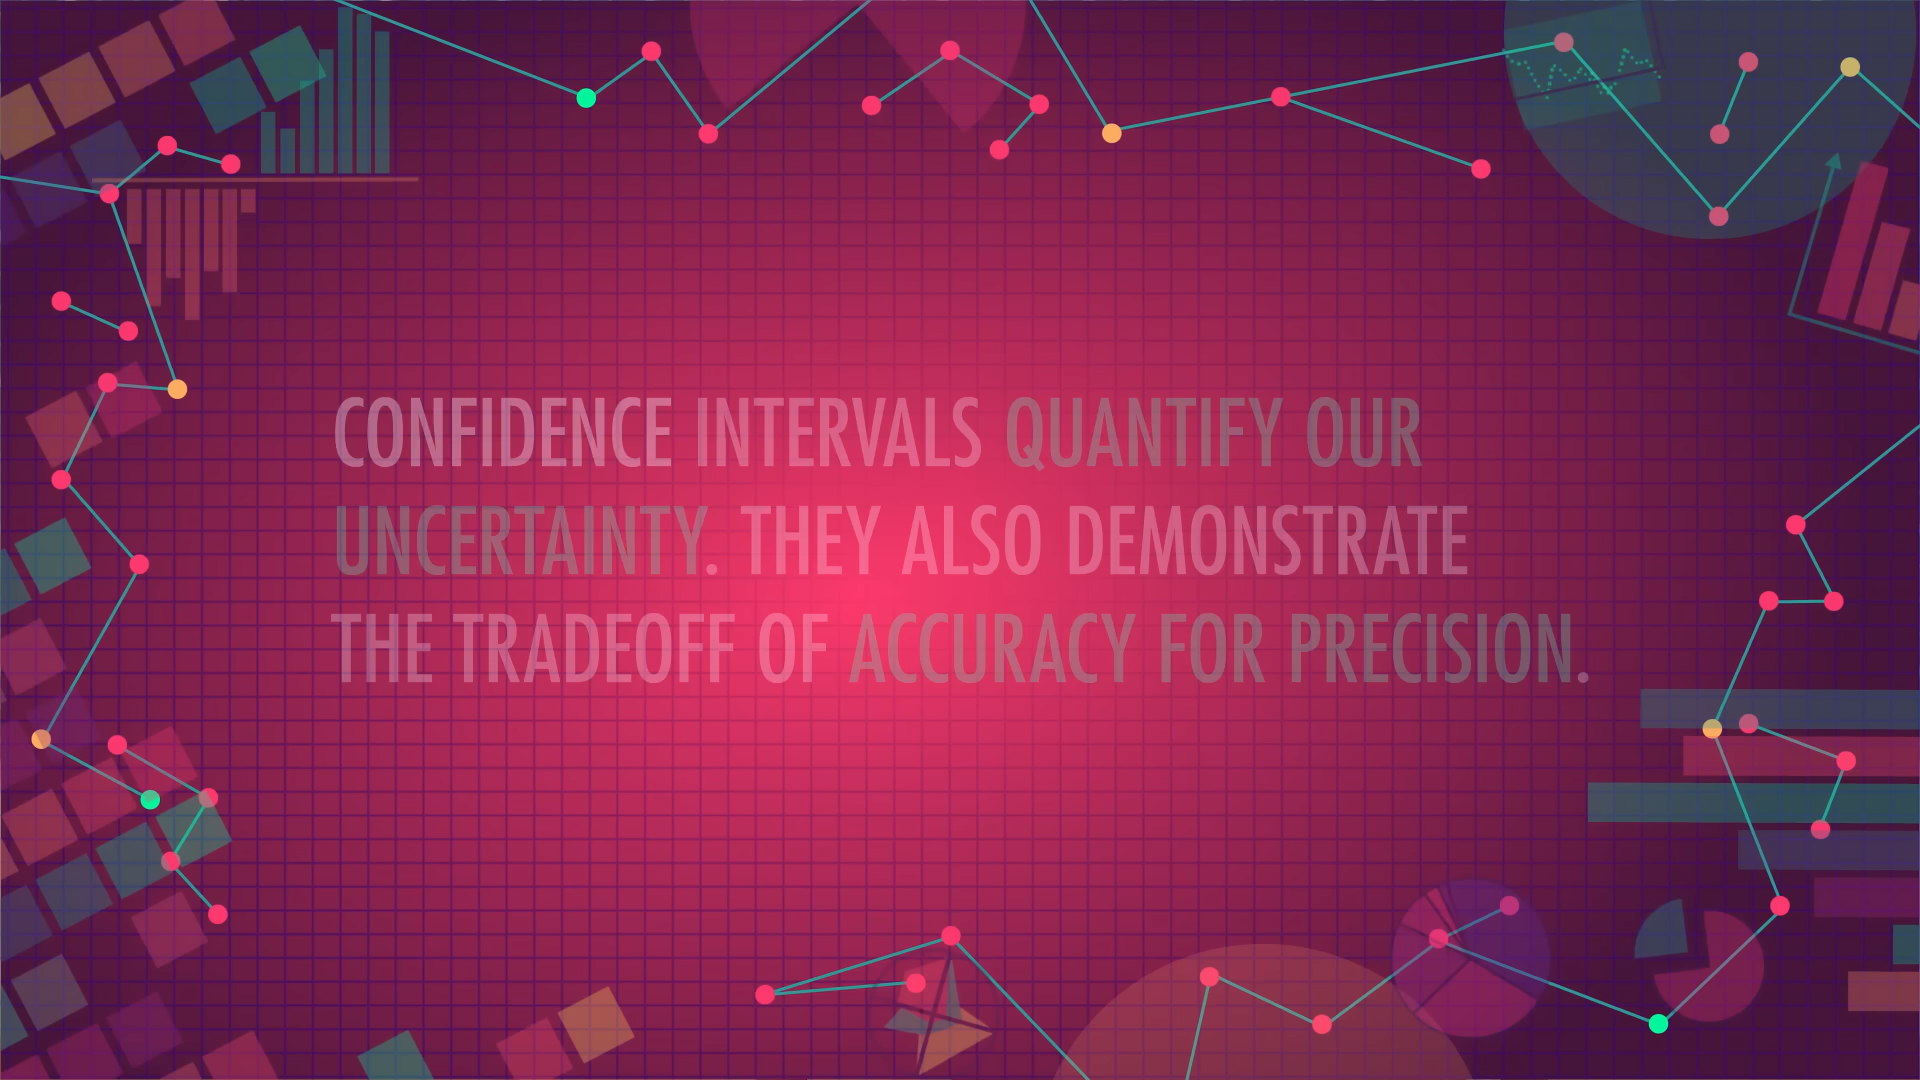 CONFIDENCE INTERVALS QUANTIFY OUR
UNCERTAINTY. THEY ALSO DEMONSTRATE
THE TRADEOFF OF ACCURACY FOR PRECISION.